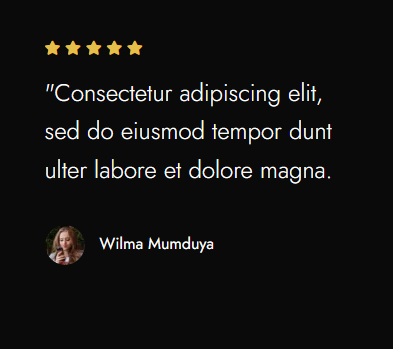 "Consectetur adipiscing elit,
sed do eiusmod tempor dunt
ulter labore et dolore magna.
Wilma Mumduya